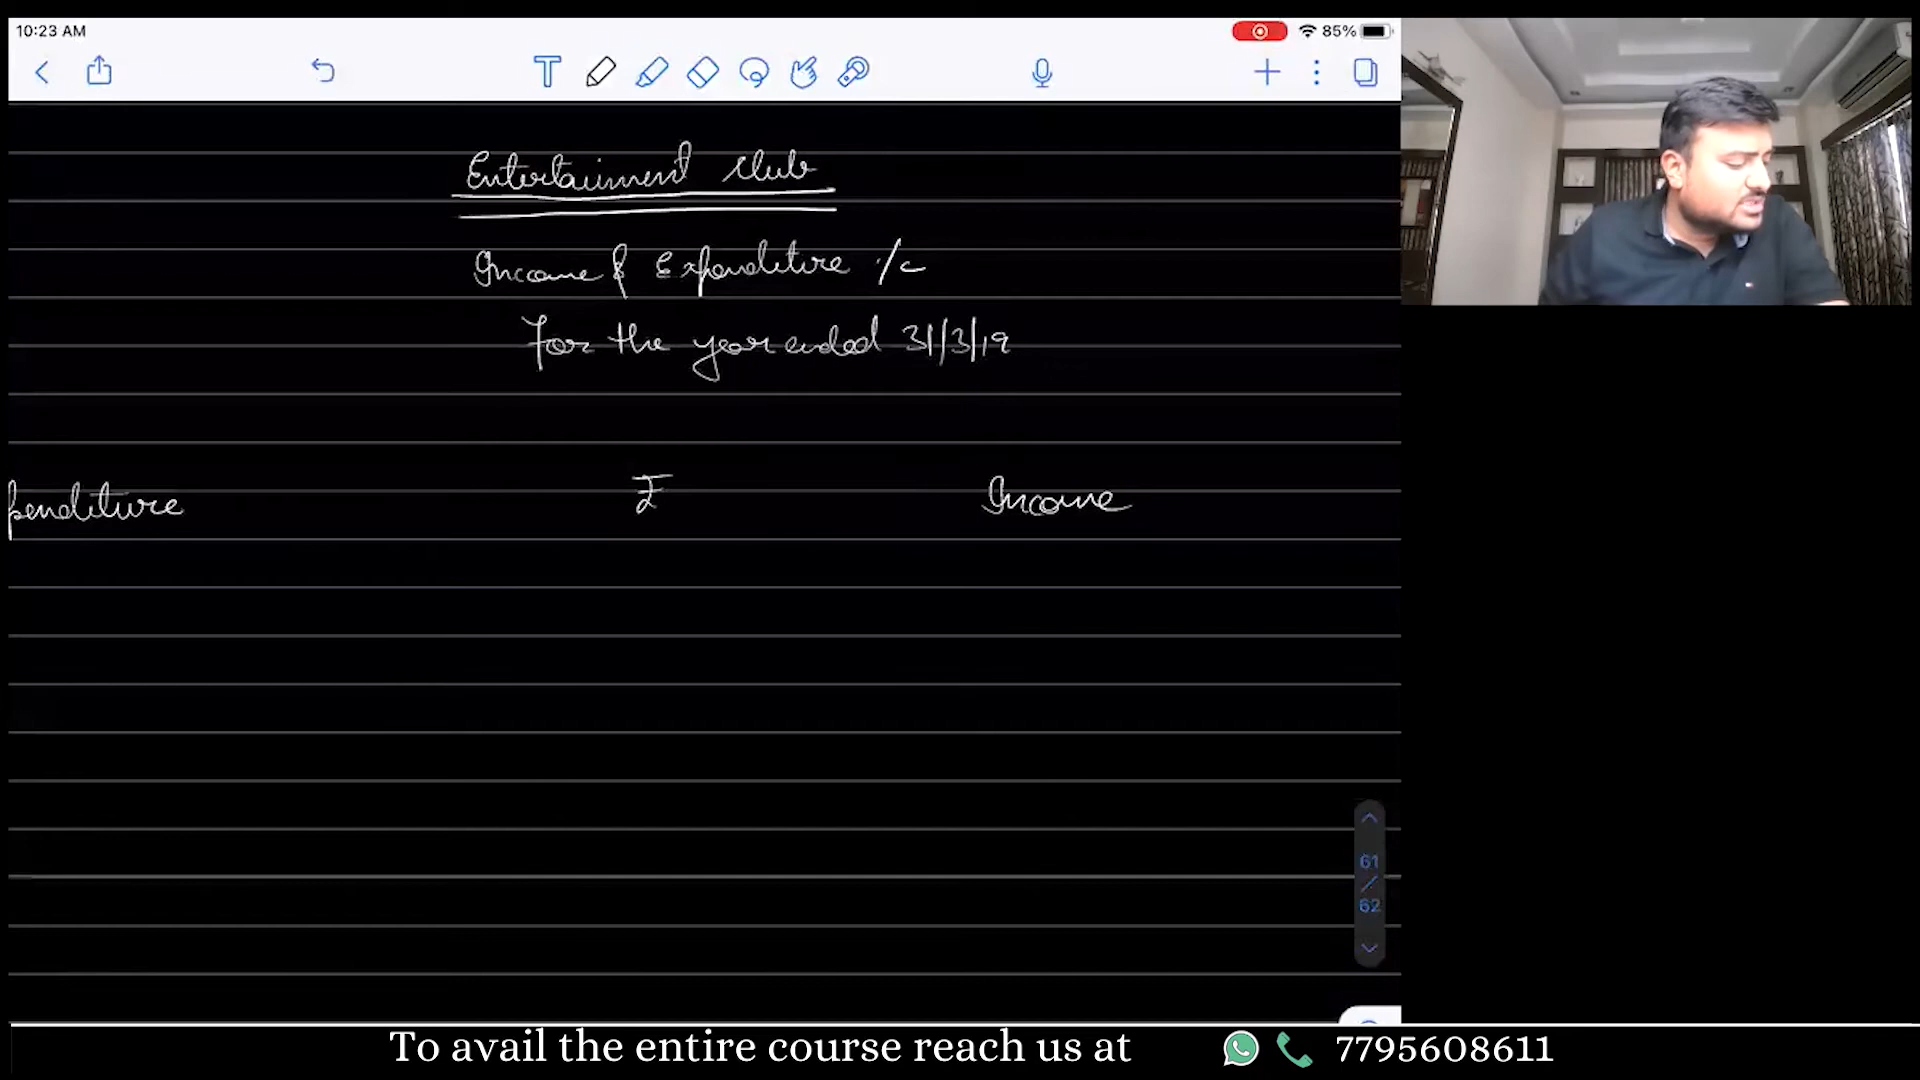 10:23 AM
85%
Entertainment Club
Income & Expenditure A/c
For the year ended 31/3/19
penditure ₹ Income
61
62
To avail the entire course reach us at 7795608611